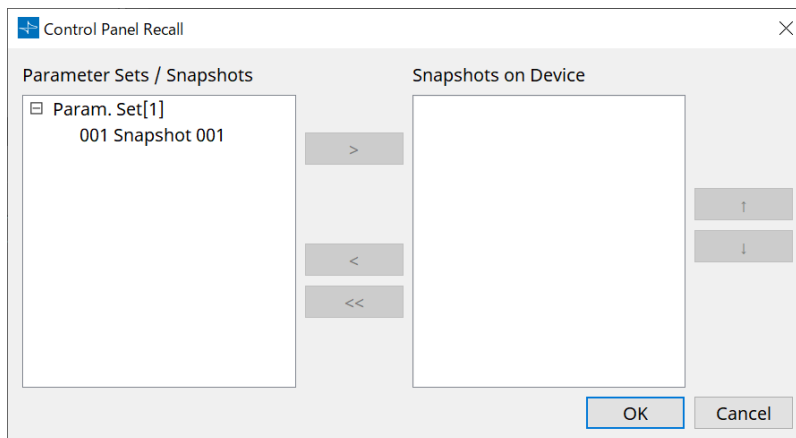 Control Panel Recall
Parameter Sets / Snapshots
Snapshots on Device
Param. Set[1]
001 Snapshot 001
>
<
<<
↑
↓
OK
Cancel